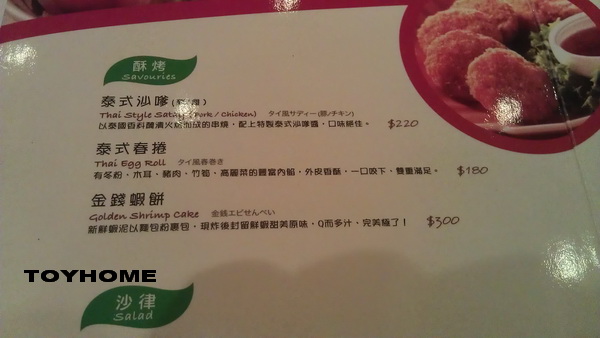 酥烤
Savouries
泰式沙嗲(豬/雞)
Thai Style Satay (Pork / Chicken) タイ風サティー(豚/チキン)
以泰國香料醃漬火烤而成的串燒，配上特製泰式沙嗲醬，口味絕佳。 $220
泰式春捲
Thai Egg Roll タイ風春巻き
有冬粉、木耳、豬肉、竹筍、高麗菜的豐富內餡，外皮香酥，一口咬下，雙重滿足。 $180
金錢蝦餅
Golden Shrimp Cake 金銭エビせんべい
新鮮蝦泥以麵包粉裹包，現炸後封留鮮蝦甜美原味，Q而多汁，完美極了！ $300
TOYHOME
沙律
Salad